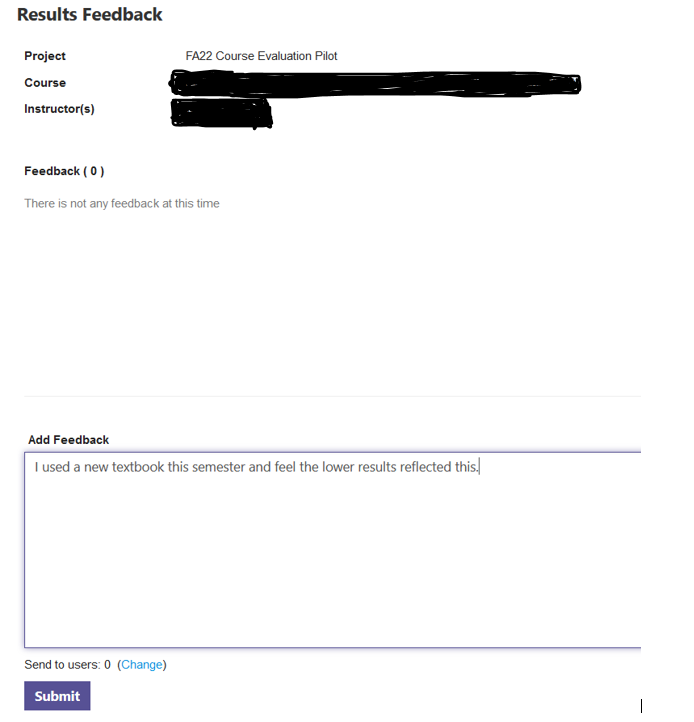 Results Feedback
Project FA22 Course Evaluation Pilot
Course
Instructor(s)
Feedback ( 0 )
There is not any feedback at this time
Add Feedback
I used a new textbook this semester and feel the lower results reflected this.
Send to users: 0 (Change)
Submit